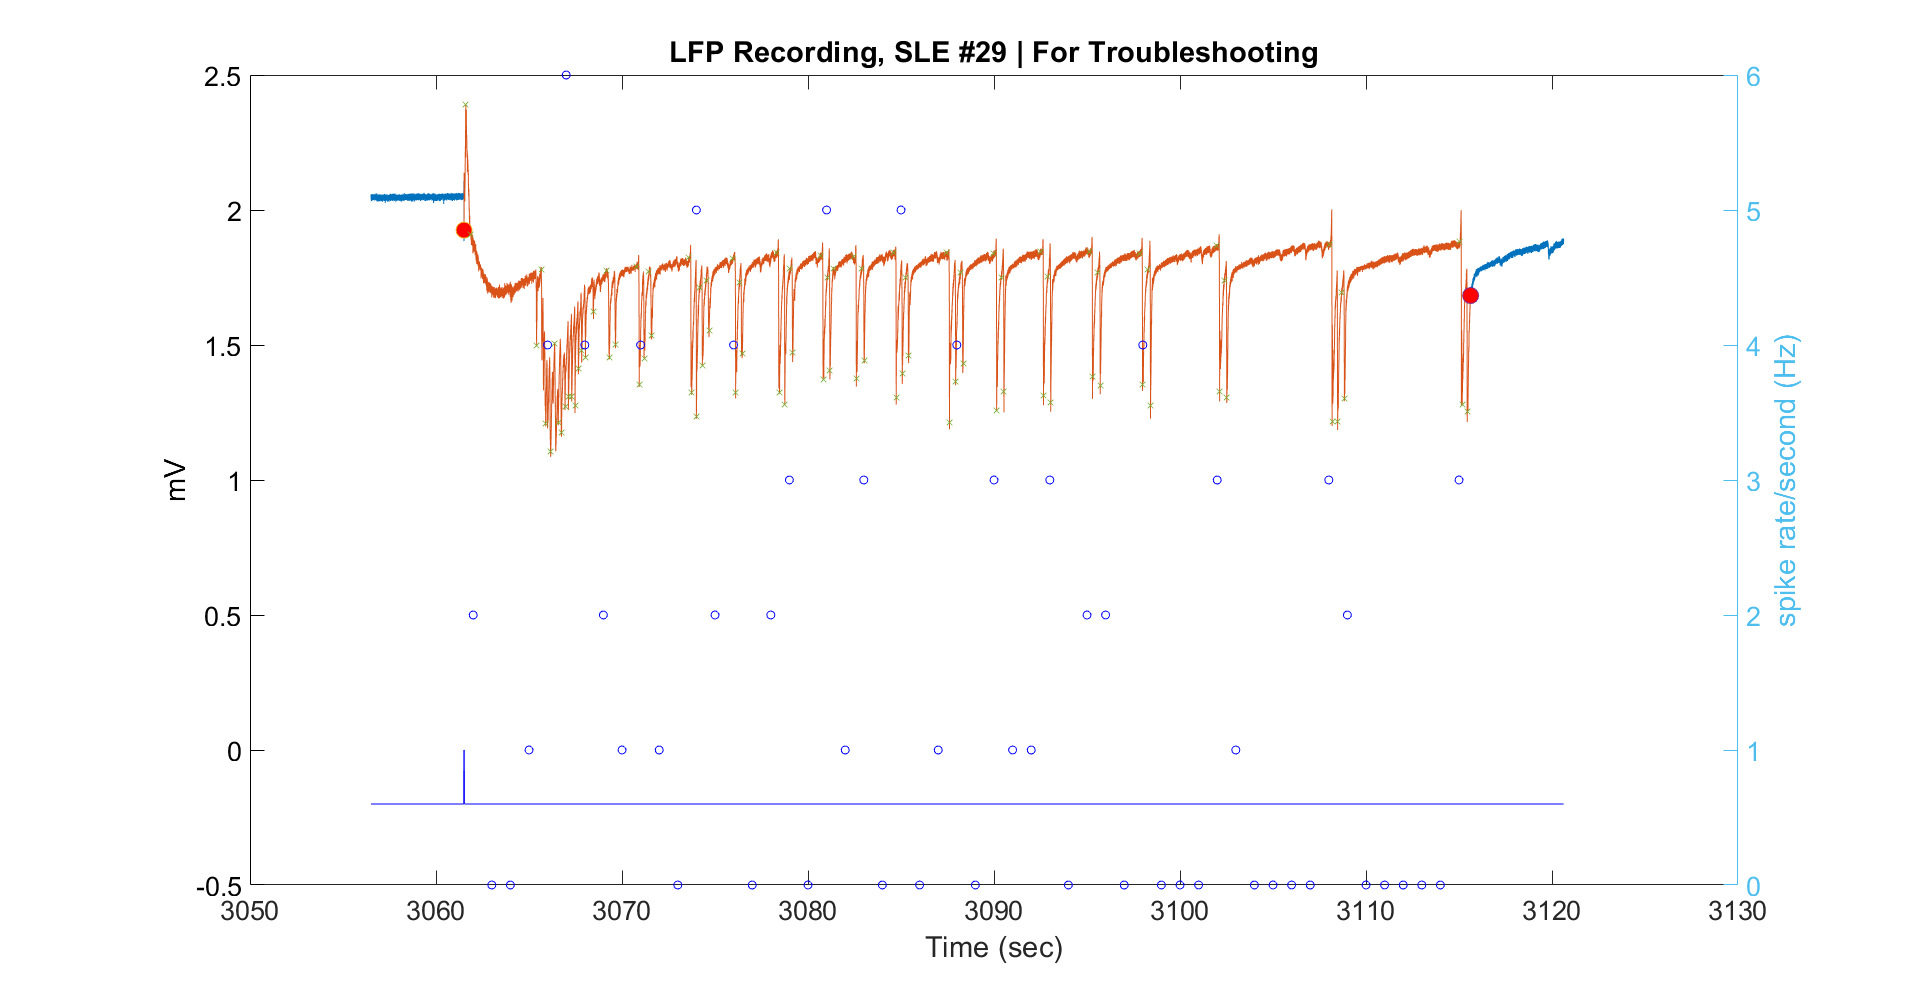 LFP Recording, SLE #29 | For Troubleshooting
2.5
2
1.5
1
0.5
0
-0.5
mV
6
5
4
3
2
1
0
spike rate/second (Hz)
3050 3060 3070 3080 3090 3100 3110 3120 3130
Time (sec)